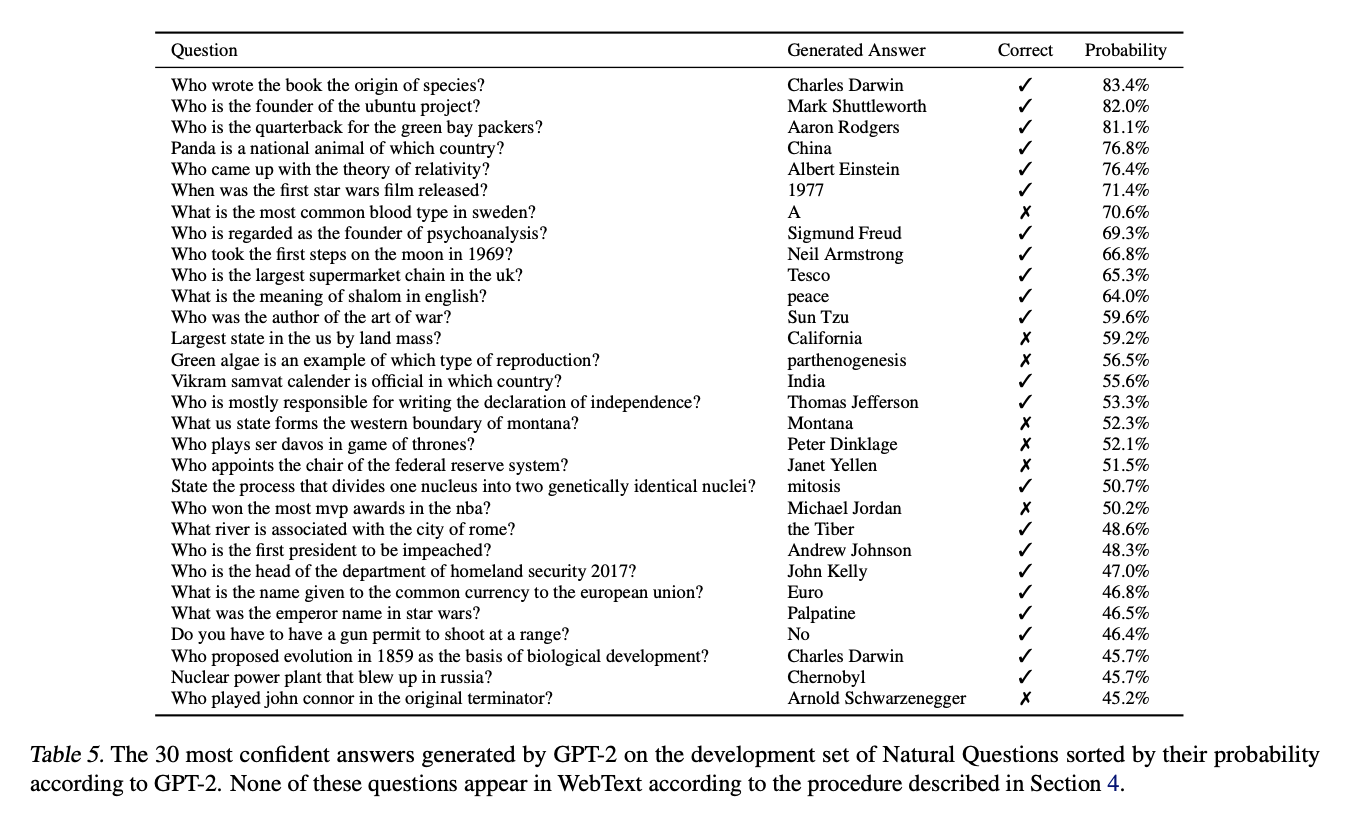 Question Generated Answer Correct Probability
Who wrote the book the origin of species? Charles Darwin ✓ 83.4%
Who is the founder of the ubuntu project? Mark Shuttleworth ✓ 82.0%
Who is the quarterback for the green bay packers? Aaron Rodgers ✓ 81.1%
Panda is a national animal of which country? China ✓ 76.8%
Who came up with the theory of relativity? Albert Einstein ✓ 76.4%
When was the first star wars film released? 1977 ✓ 71.4%
What is the most common blood type in sweden? A ✗ 70.6%
Who is regarded as the founder of psychoanalysis? Sigmund Freud ✓ 69.3%
Who took the first steps on the moon in 1969? Neil Armstrong ✓ 66.8%
Who is the largest supermarket chain in the uk? Tesco ✓ 65.3%
What is the meaning of shalom in english? peace ✓ 64.0%
Who was the author of the art of war? Sun Tzu ✓ 59.6%
Largest state in the us by land mass? California ✗ 59.2%
Green algae is an example of which type of reproduction? parthenogenesis ✗ 56.5%
Vikram samvat calender is official in which country? India ✓ 55.6%
Who is mostly responsible for writing the declaration of independence? Thomas Jefferson ✓ 53.3%
What us state forms the western boundary of montana? Montana ✗ 52.3%
Who plays ser davos in game of thrones? Peter Dinklage ✗ 52.1%
Who appoints the chair of the federal reserve system? Janet Yellen ✗ 51.5%
State the process that divides one nucleus into two genetically identical nuclei? mitosis ✓ 50.7%
Who won the most mvp awards in the nba? Michael Jordan ✗ 50.2%
What river is associated with the city of rome? the Tiber ✓ 48.6%
Who is the first president to be impeached? Andrew Johnson ✓ 48.3%
Who is the head of the department of homeland security 2017? John Kelly ✓ 47.0%
What is the name given to the common currency to the european union? Euro ✓ 46.8%
What was the emperor name in star wars? Palpatine ✓ 46.5%
Do you have to have a gun permit to shoot at a range? No ✓ 46.4%
Who proposed evolution in 1859 as the basis of biological development? Charles Darwin ✓ 45.7%
Nuclear power plant that blew up in russia? Chernobyl ✓ 45.7%
Who played john connor in the original terminator? Arnold Schwarzenegger ✗ 45.2%
Table 5. The 30 most confident answers generated by GPT-2 on the development set of Natural Questions sorted by their probability
according to GPT-2. None of these questions appear in WebText according to the procedure described in Section 4.